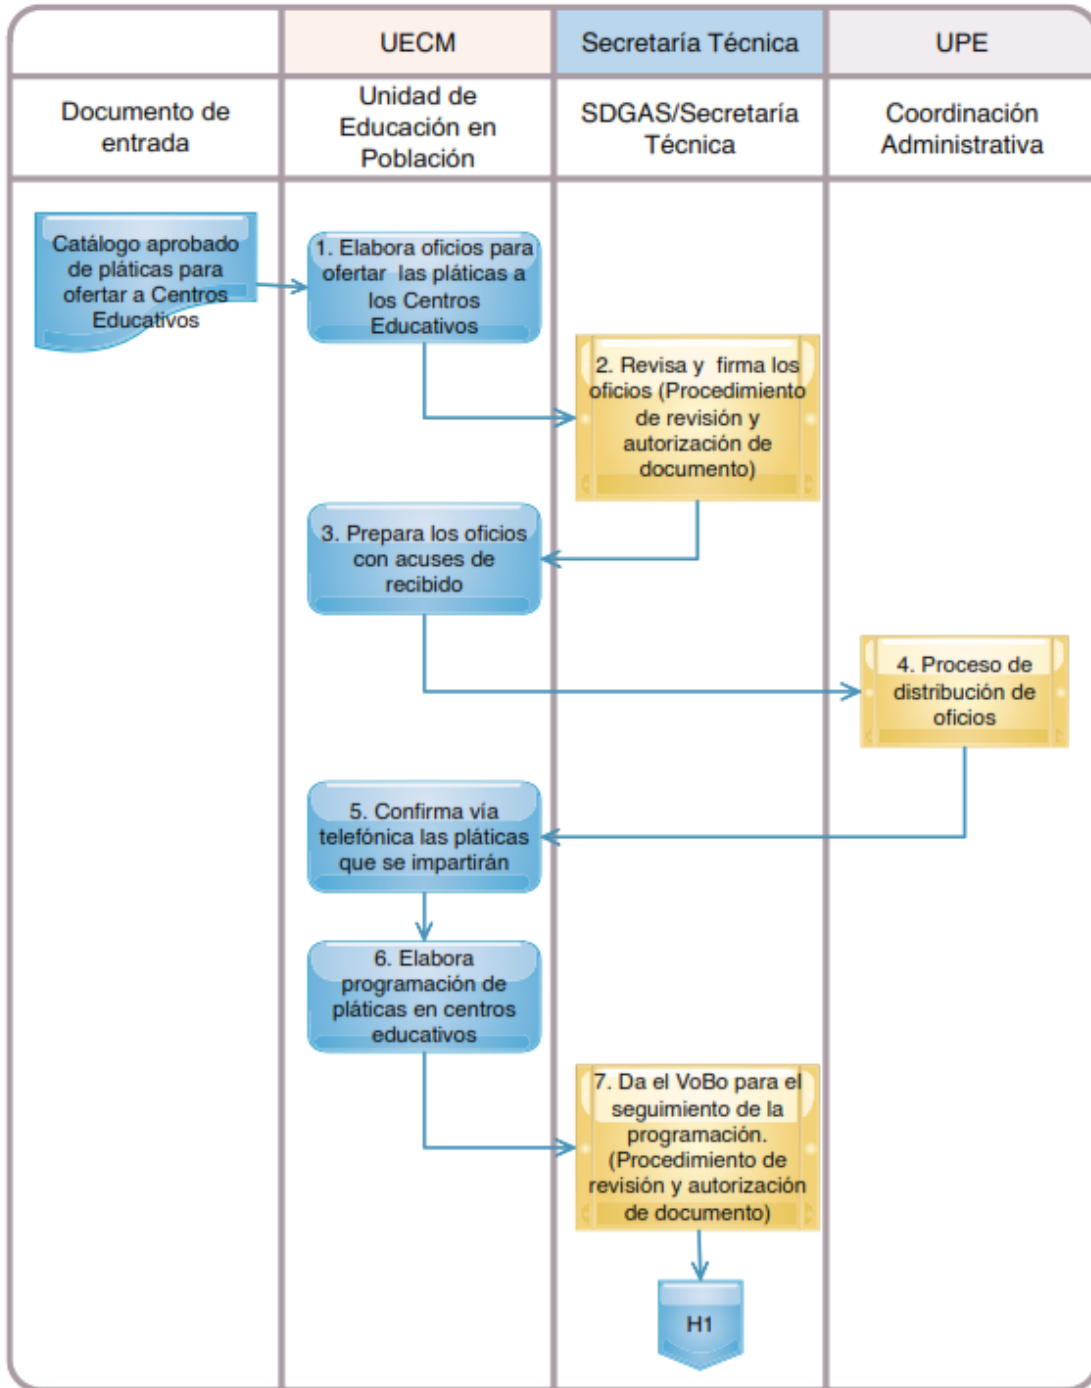 UECM
Secretaría Técnica
UPE
Documento de
entrada
Unidad de
Educación en
Población
SDGAS/Secretaría
Técnica
Coordinación
Administrativa
Catálogo aprobado
de pláticas para
ofertar a Centros
Educativos
1. Elabora oficios para
ofertar las pláticas a
los Centros
Educativos
2. Revisa y firma los
oficios (Procedimiento
de revisión y
autorización de
documento)
3. Prepara los oficios
con acuses de
recibido
4. Proceso de
distribución de
oficios
5. Confirma vía
telefónica las pláticas
que se impartirán
6. Elabora
programación de
pláticas en centros
educativos
7. Da el VoBo para el
seguimiento de la
programación.
(Procedimiento de
revisión y autorización
de documento)
H1